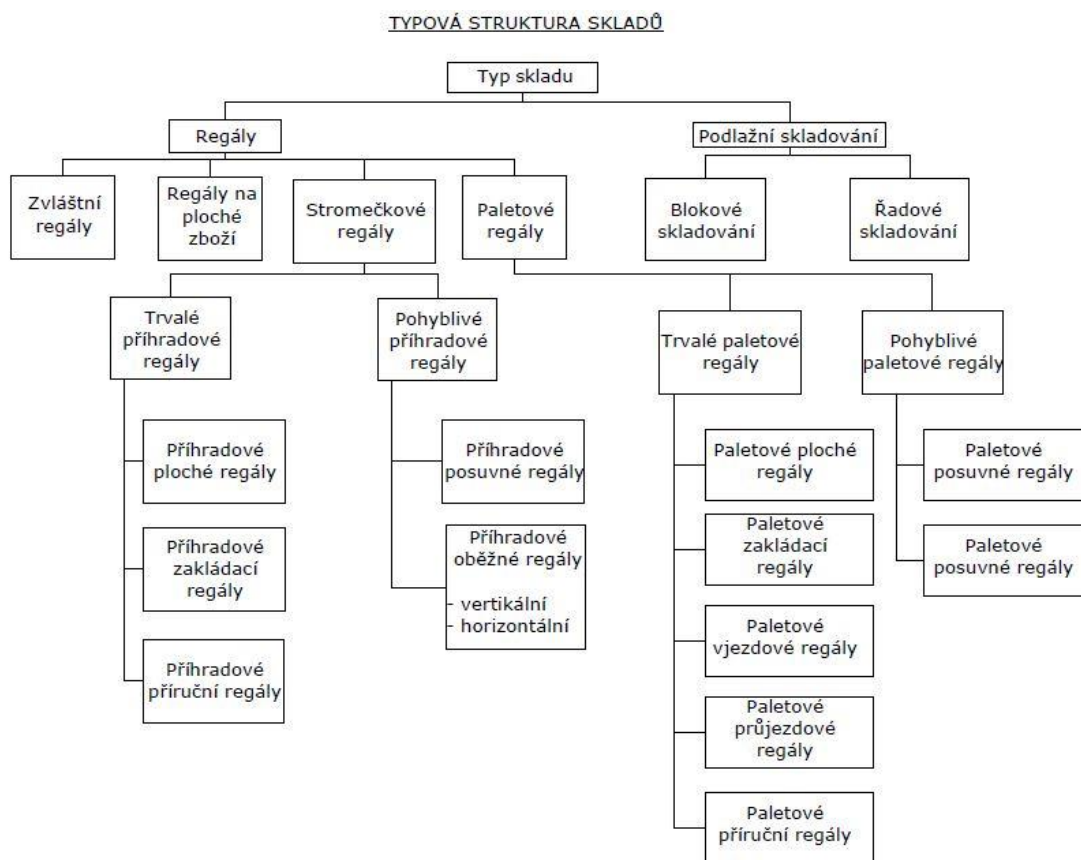 TYPOVÁ STRUKTURA SKLADŮ
Typ skladu
Regály
Podlažní skladování
Zvláštní
regály
Regály na
ploché
zboží
Stromečkové
regály
Paletové
regály
Blokové
skladování
Řadové
skladování
Trvalé
příhradové
regály
Pohyblivé
příhradové
regály
Trvalé paletové
regály
Pohyblivé
paletové regály
Příhradové
ploché regály
Příhradové
zakládací
regály
Příhradové
příruční regály
Příhradové
posuvné regály
Příhradové
oběžné regály
- vertikální
- horizontální
Paletové ploché
regály
Paletové
zakládací
regály
Paletové
vjezdové regály
Paletové
průjezdové
regály
Paletové
příruční regály
Paletové
posuvné regály
Paletové
posuvné regály